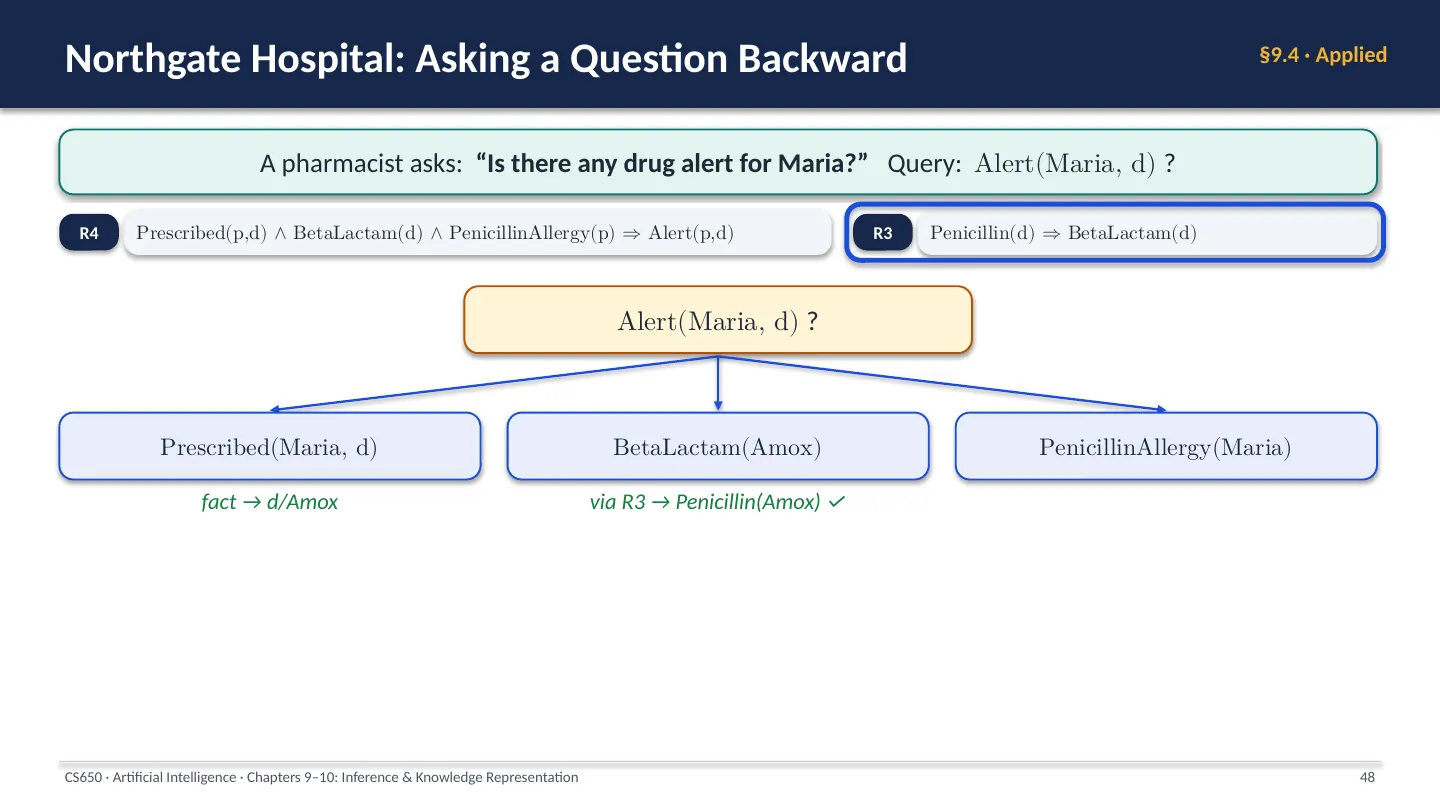 Northgate Hospital: Asking a Question Backward
§9.4 · Applied
A pharmacist asks: “Is there any drug alert for Maria?” Query: Alert(Maria, d) ?
R4 Prescribed(p,d) ∧ BetaLactam(d) ∧ PenicillinAllergy(p) ⇒ Alert(p,d)
R3 Penicillin(d) ⇒ BetaLactam(d)
Alert(Maria, d) ?
Prescribed(Maria, d)
BetaLactam(Amox)
PenicillinAllergy(Maria)
fact → d/Amox
via R3 → Penicillin(Amox) ✓
CS650 · Artificial Intelligence · Chapters 9–10: Inference & Knowledge Representation
48